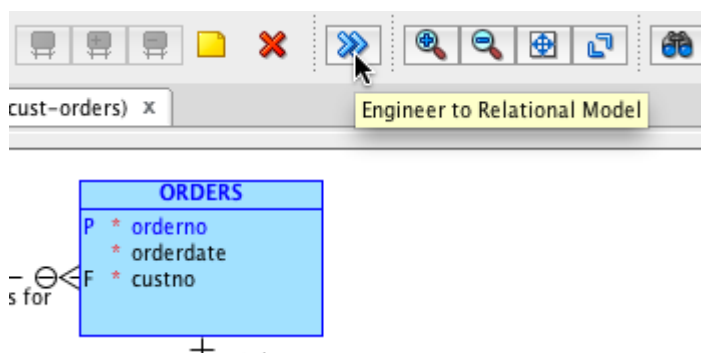 cust-orders) x
Engineer to Relational Model
ORDERS
P * orderno
* orderdate
F * custno
s for